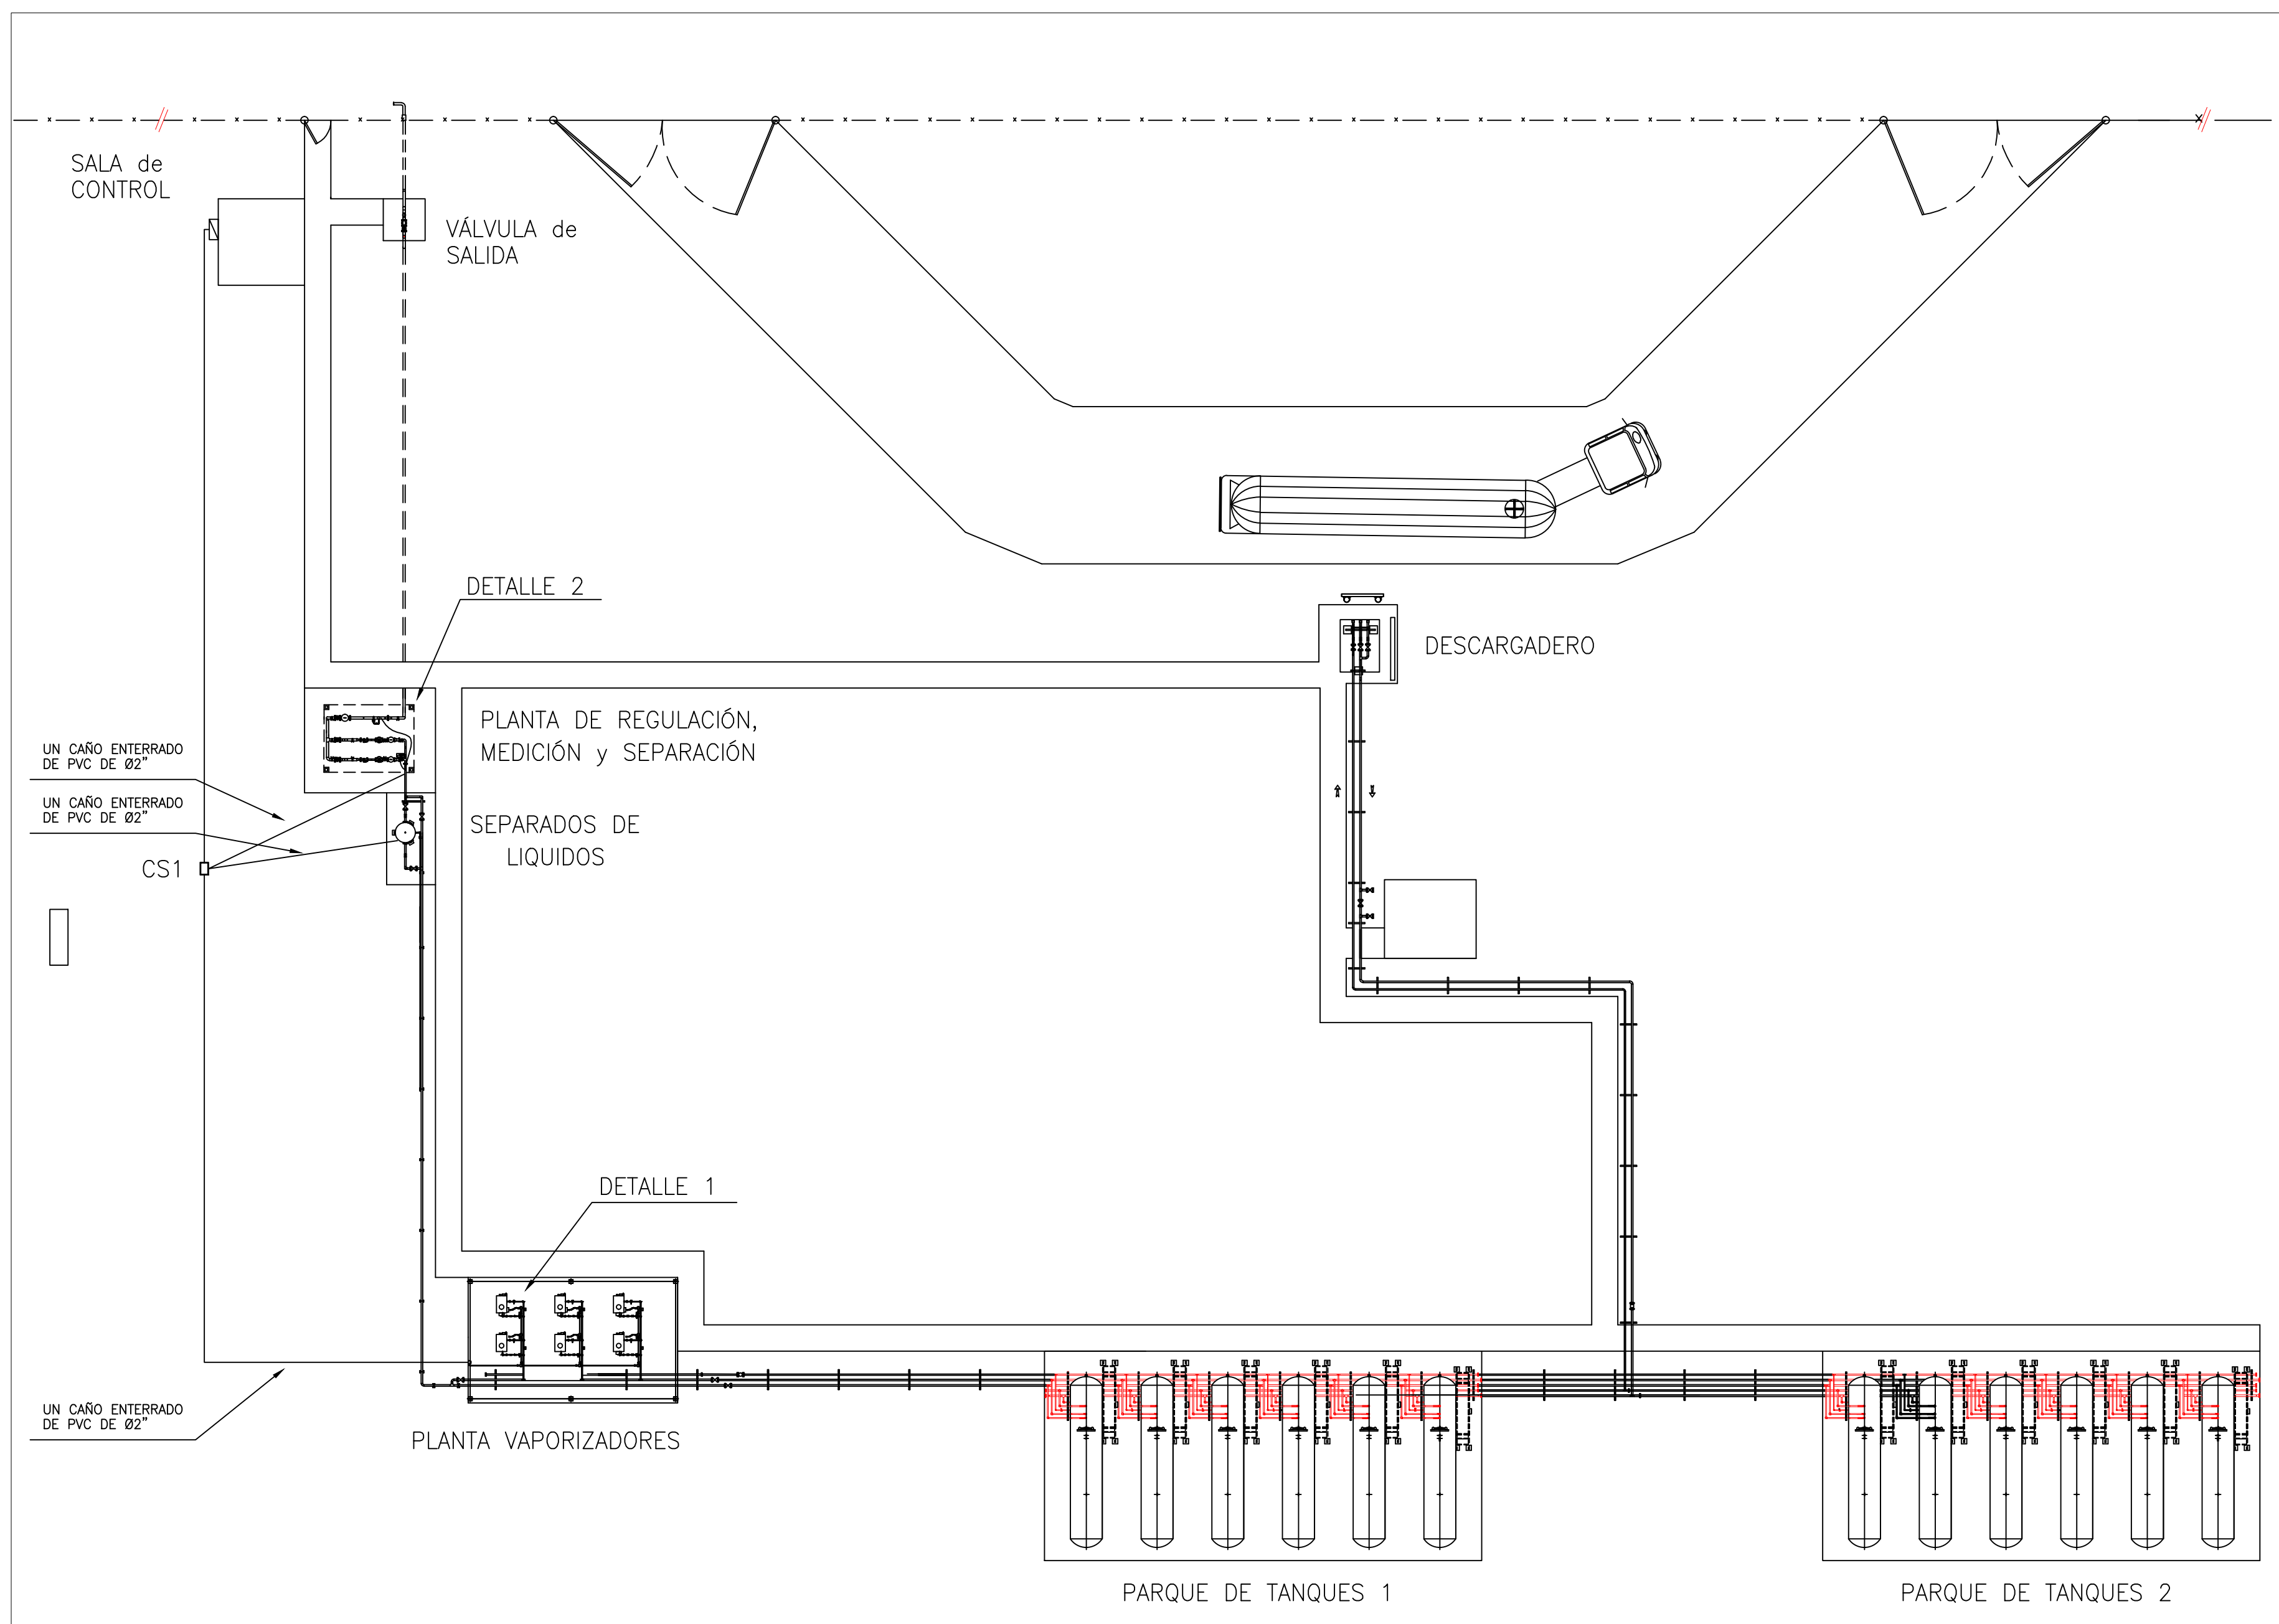 SALA de
CONTROL
VÁLVULA de
SALIDA
DETALLE 2
DESCARGADERO
PLANTA DE REGULACIÓN,
MEDICIÓN y SEPARACIÓN
UN CAÑO ENTERRADO
DE PVC DE Ø2"
UN CAÑO ENTERRADO
DE PVC DE Ø2"
SEPARADOS DE
LIQUIDOS
CS1
DETALLE 1
UN CAÑO ENTERRADO
DE PVC DE Ø2"
PLANTA VAPORIZADORES
PARQUE DE TANQUES 1
PARQUE DE TANQUES 2